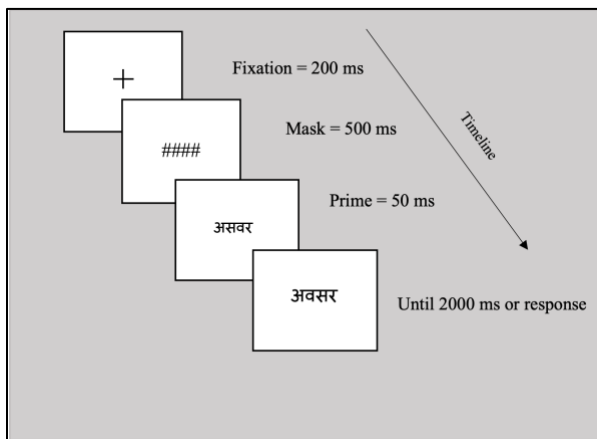 +
Fixation = 200 ms
####
Mask = 500 ms
Timeline
असवर
Prime = 50 ms
अवसर
Until 2000 ms or response